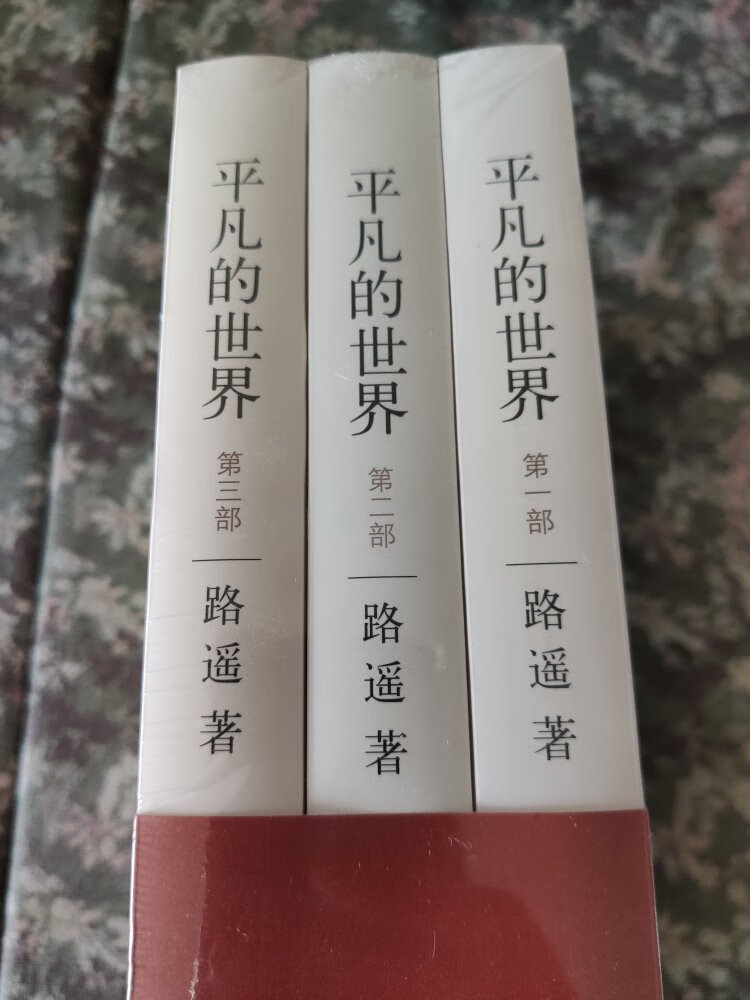 平凡的世界
第三部
路遥 著
平凡的世界
第二部
路遥 著
平凡的世界
第一部
路遥 著